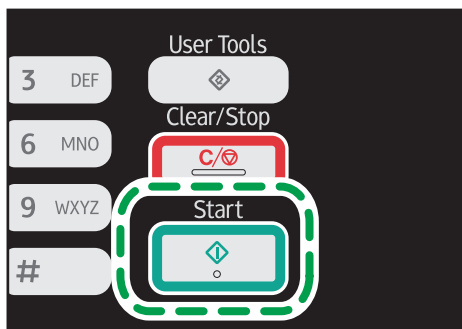 User Tools
3 DEF
Clear/Stop
6 MNO
C/
9 WXYZ
Start
#